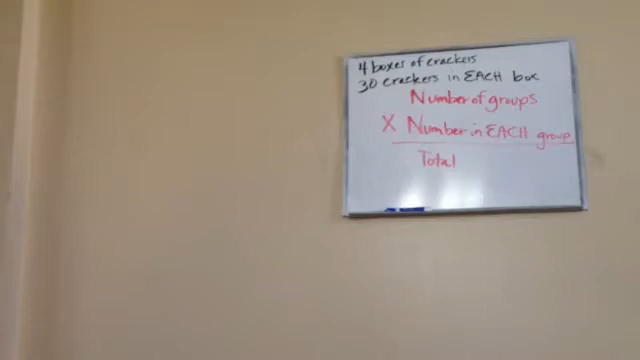 4 boxes of crackers
30 crackers in EACH box
Number of groups
X Number in EACH group
Total